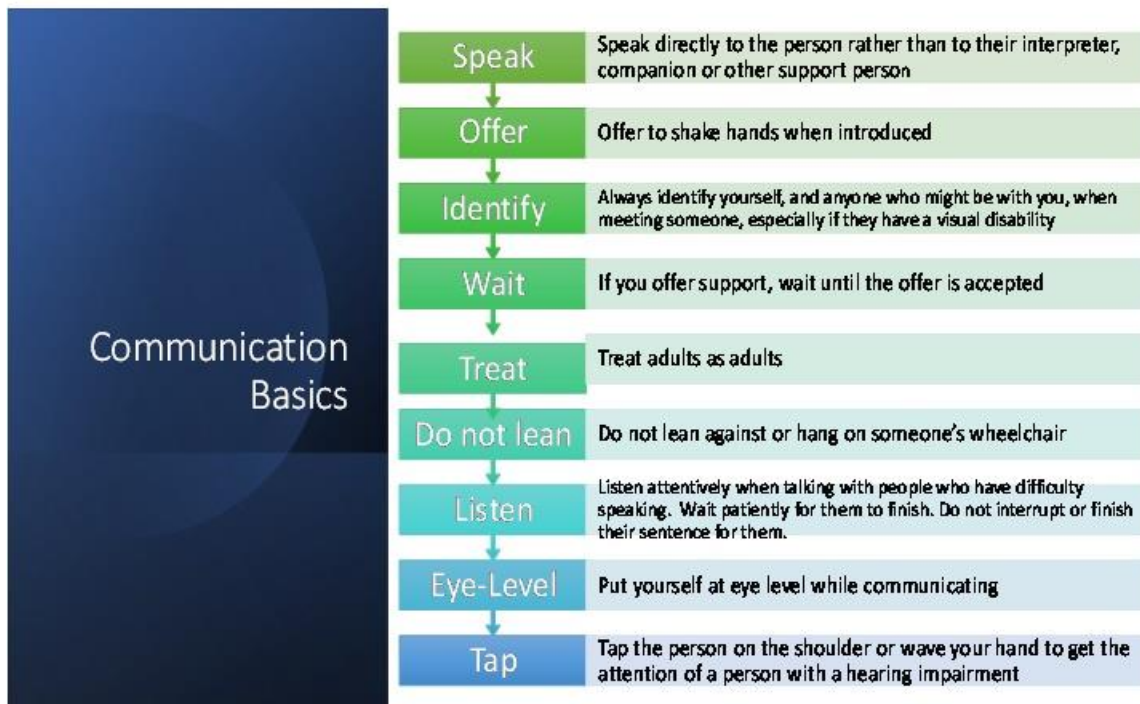 Communication
Basics
Speak
Speak directly to the person rather than to their interpreter,
companion or other support person
Offer
Offer to shake hands when introduced
Identify
Always identify yourself, and anyone who might be with you, when
meeting someone, especially if they have a visual disability
Wait
If you offer support, wait until the offer is accepted
Treat
Treat adults as adults
Do not lean
Do not lean against or hang on someone's wheelchair
Listen
Listen attentively when talking with people who have difficulty
speaking. Wait patiently for them to finish. Do not interrupt or finish
their sentence for them.
Eye-Level
Put yourself at eye level while communicating
Tap
Tap the person on the shoulder or wave your hand to get the
attention of a person with a hearing impairment